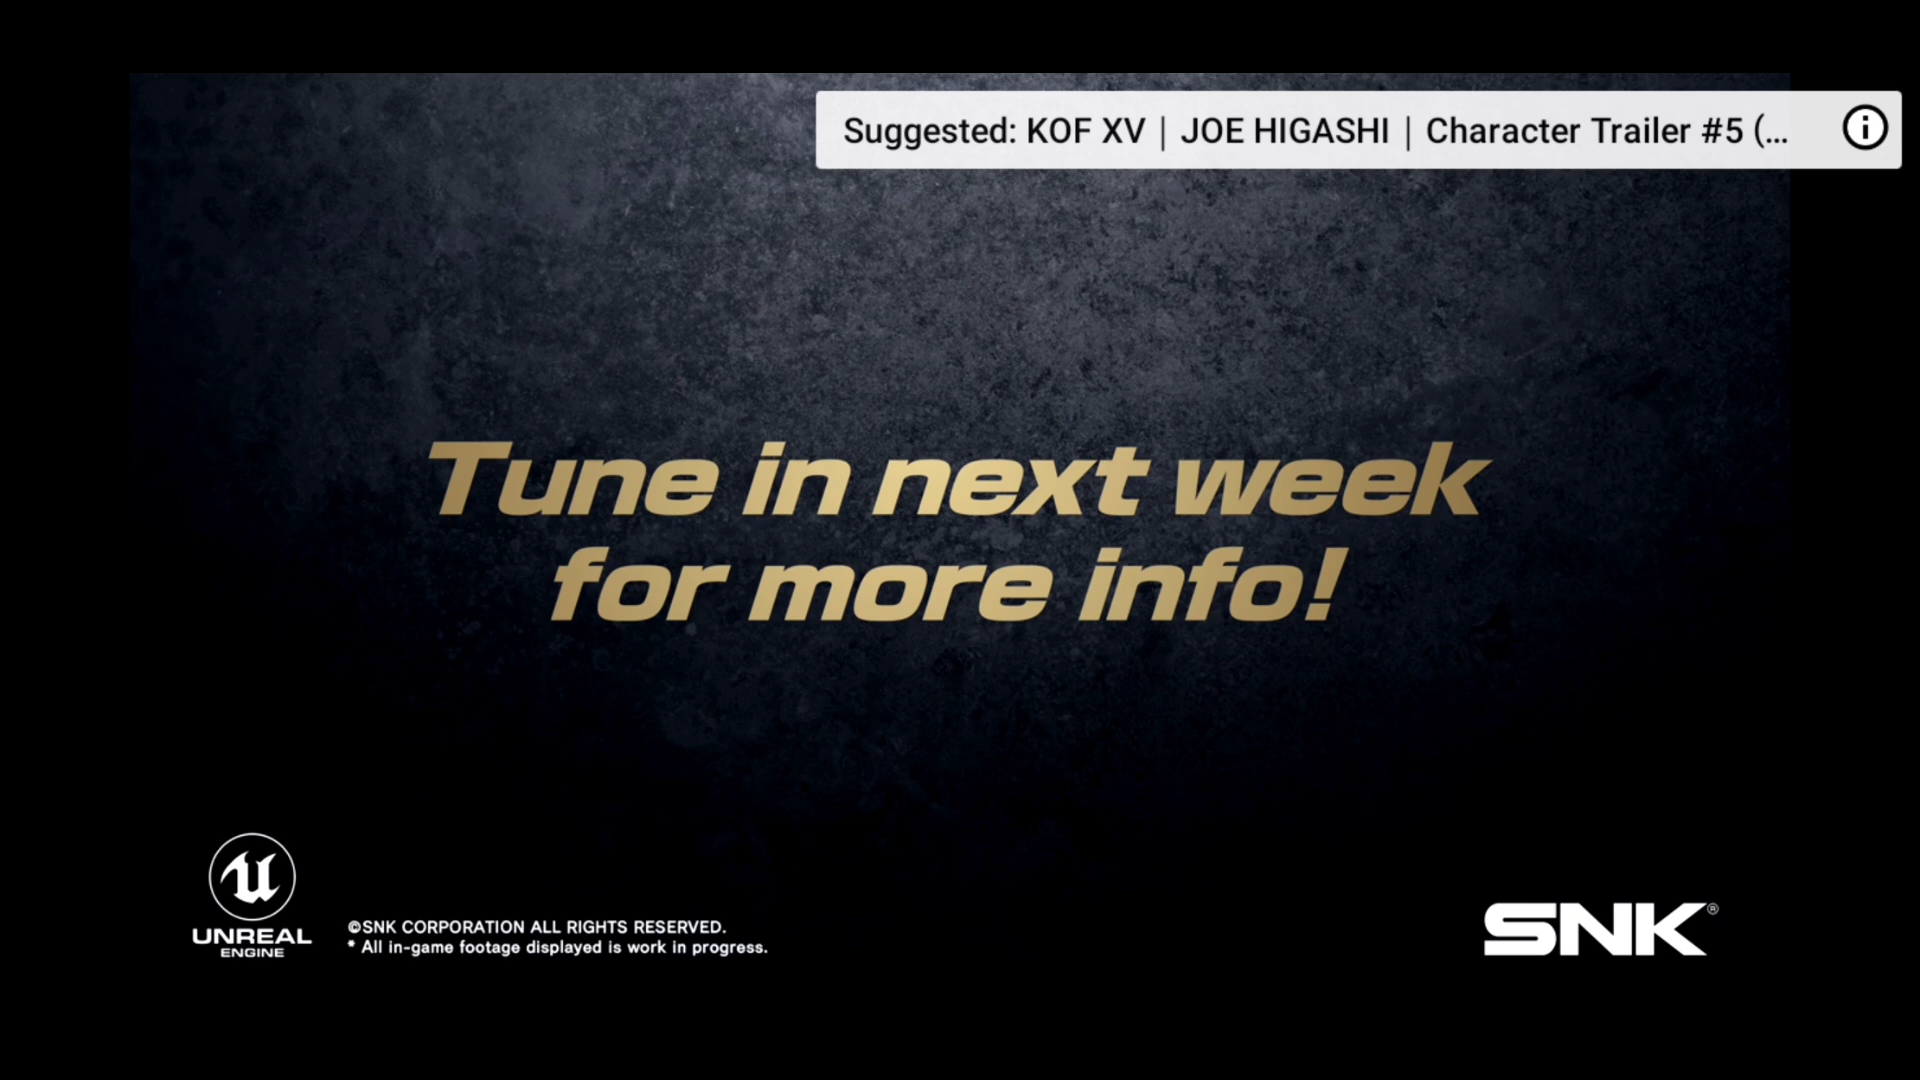 Suggested: KOF XV | JOE HIGASHI | Character Trailer #5 (...
Tune in next week
for more info!
UNREAL
ENGINE
©SNK CORPORATION ALL RIGHTS RESERVED.
* All in-game footage displayed is work in progress.
SNK®